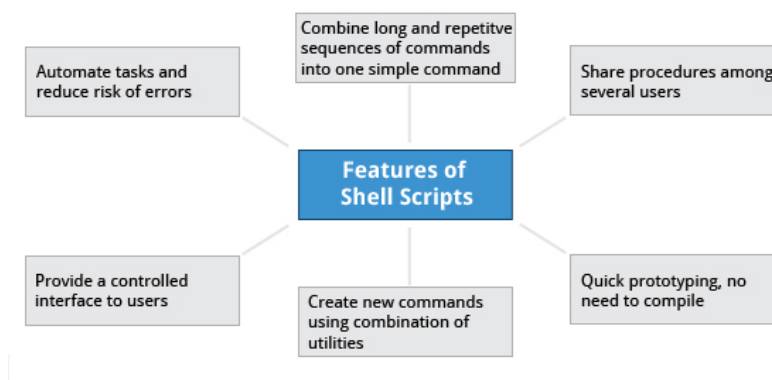 Combine long and repetitve
sequences of commands
into one simple command
Automate tasks and
reduce risk of errors
Share procedures among
several users
Features of
Shell Scripts
Provide a controlled
interface to users
Quick prototyping, no
need to compile
Create new commands
using combination of
utilities